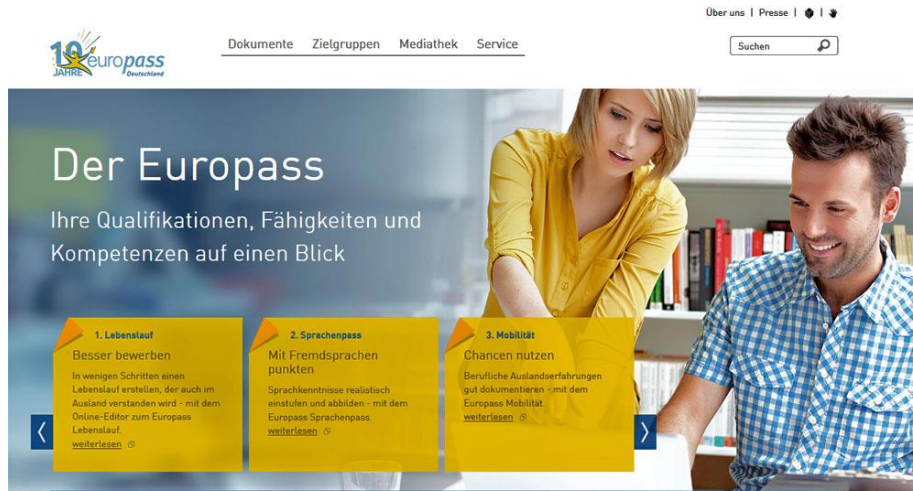 Über uns | Presse |
10 JAHRE europass Deutschland
Dokumente Zielgruppen Mediathek Service
Suchen
Der Europass
Ihre Qualifikationen, Fähigkeiten und
Kompetenzen auf einen Blick
1. Lebenslauf
Besser bewerben
In wenigen Schritten einen
Lebenslauf erstellen, der auch im
Ausland verstanden wird - mit dem
Online-Editor zum Europass
Lebenslauf.
weiterlesen
2. Sprachenpass
Mit Fremdsprachen
punkten
Sprachkenntnisse realistisch
einstufen und abbilden - mit dem
Europass Sprachenpass.
weiterlesen
3. Mobilität
Chancen nutzen
Berufliche Auslandserfahrungen
gut dokumentieren - mit dem
Europass Mobilität.
weiterlesen